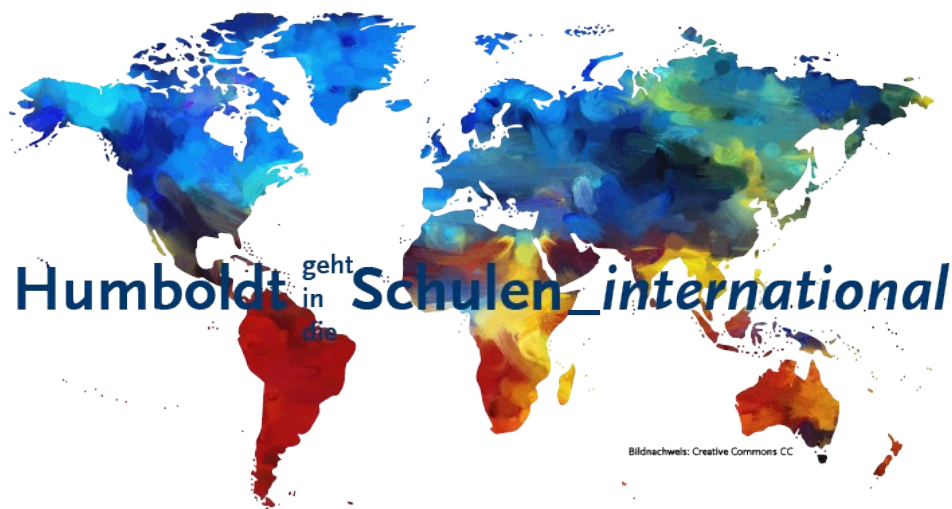 Humboldt geht in die Schulen_international
Bildnachweis: Creative Commons CC